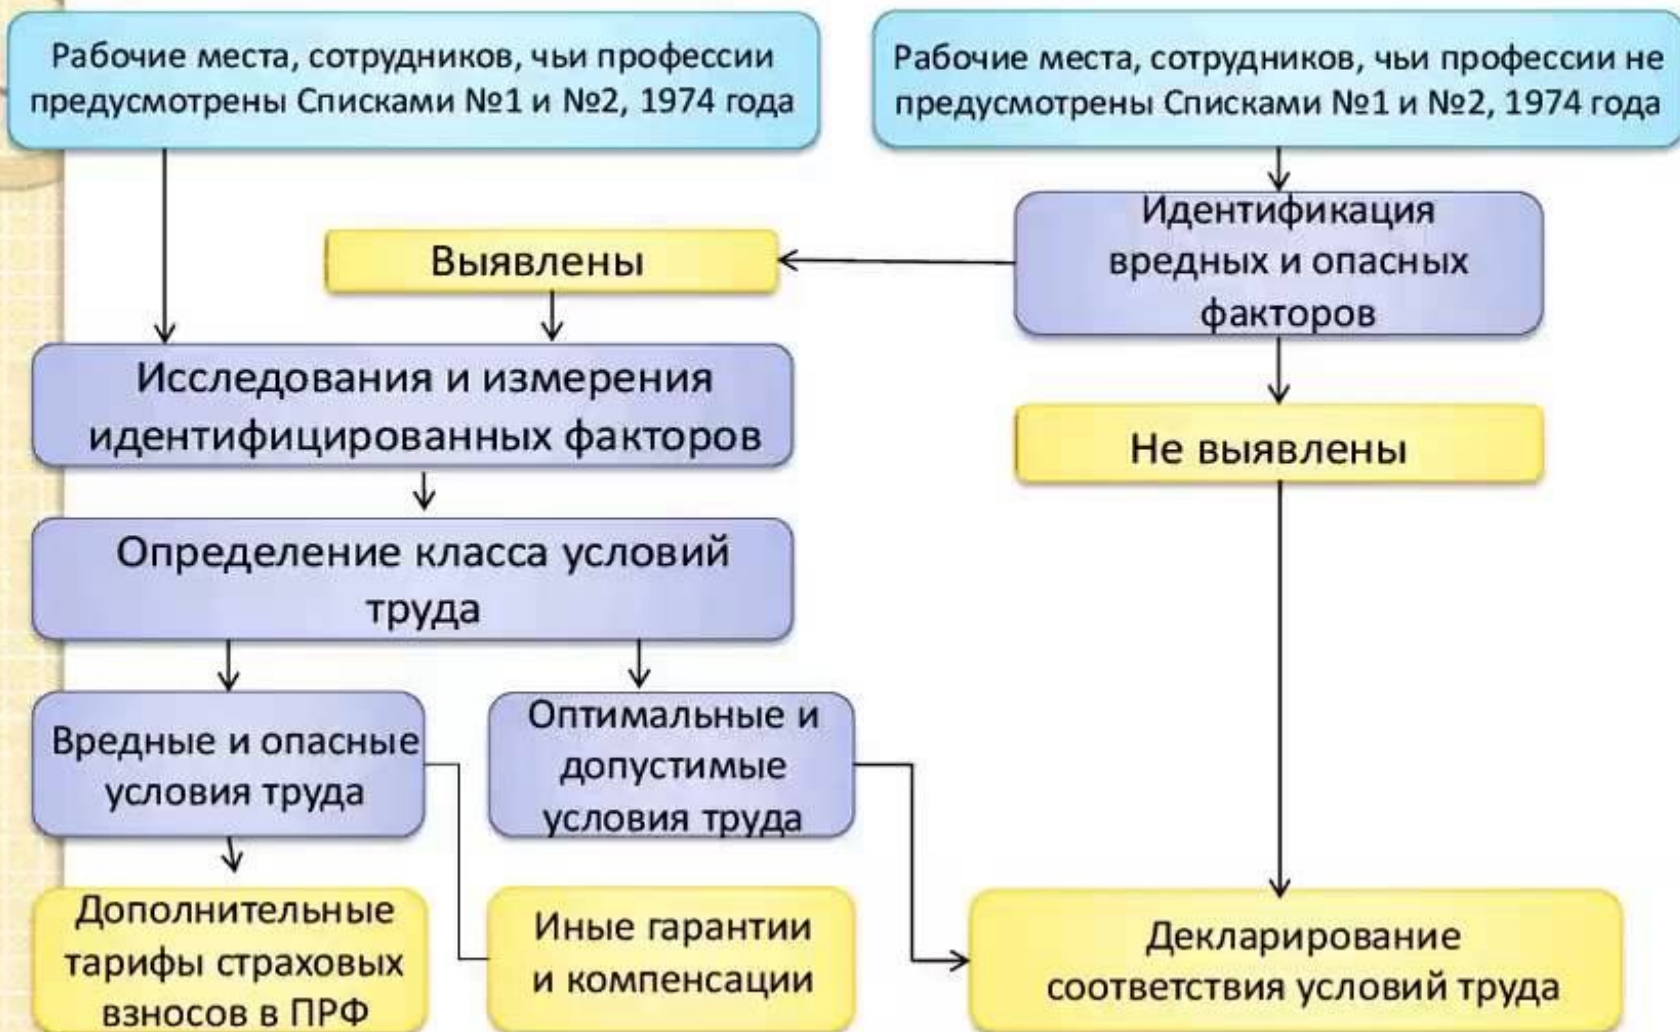 Рабочие места, сотрудников, чьи профессии
предусмотрены Списками №1 и №2, 1974 года
Рабочие места, сотрудников, чьи профессии не
предусмотрены Списками №1 и №2, 1974 года
Идентификация
вредных и опасных
факторов
Выявлены
Исследования и измерения
идентифицированных факторов
Не выявлены
Определение класса условий
труда
Вредные и опасные
условия труда
Оптимальные и
допустимые
условия труда
Дополнительные
тарифы страховых
взносов в ПРФ
Иные гарантии
и компенсации
Декларирование
соответствия условий труда